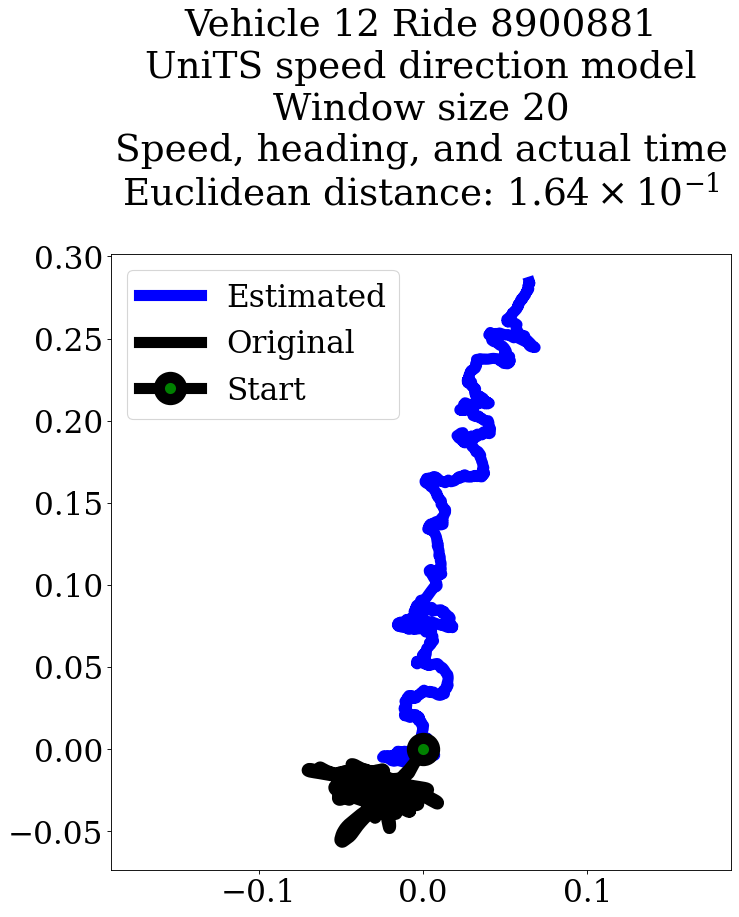 Vehicle 12 Ride 8900881
UniTS speed direction model
Window size 20
Speed, heading, and actual time
Euclidean distance: 1.64 × 10⁻¹
0.30
0.25
0.20
0.15
0.10
0.05
0.00
−0.05
Estimated
Original
Start
−0.1
0.0
0.1